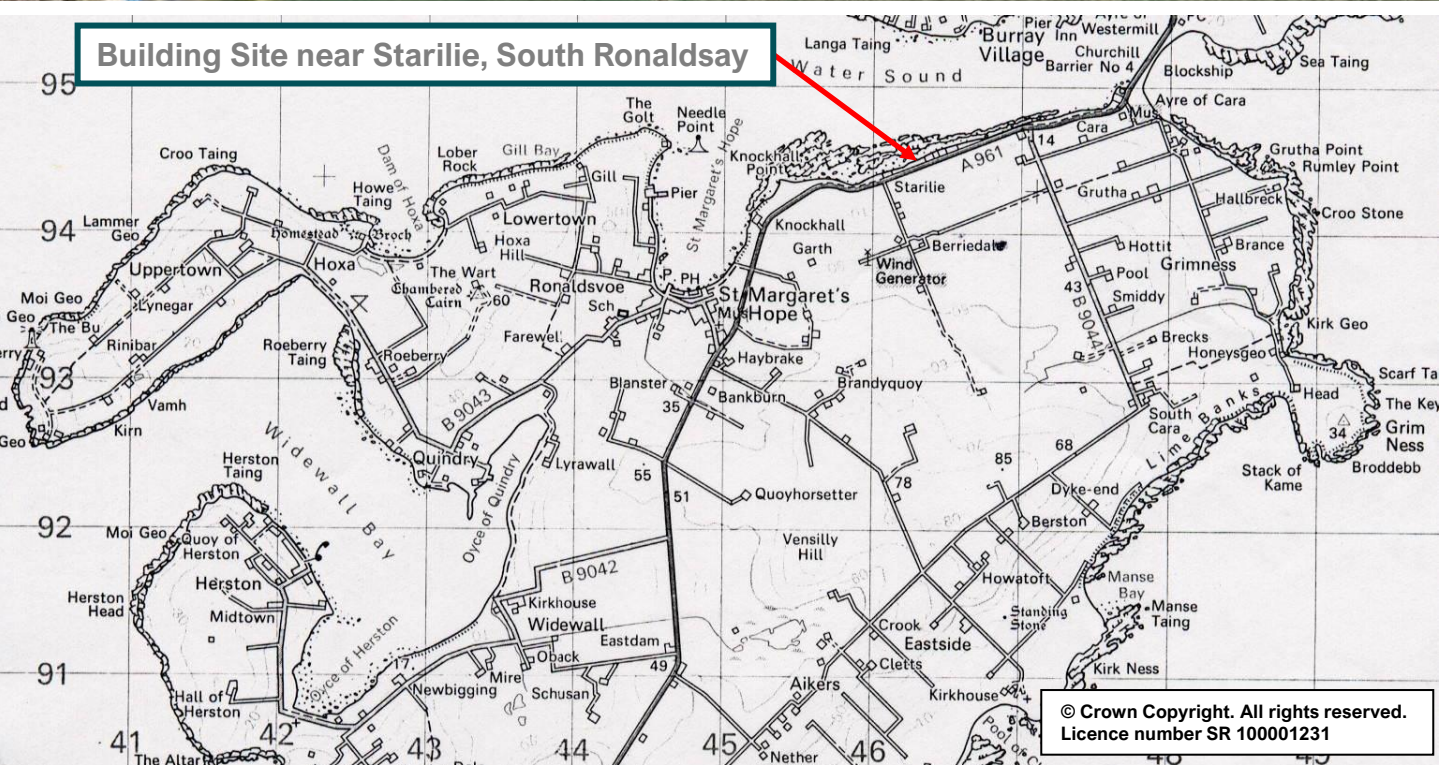 Building Site near Starilie, South Ronaldsay
Pier
Inn
Westermill
Burray
Village
Langa Taing
Churchill
Barrier No 4
Water Sound
Sea Taing
Blockship
95
The
Golt
Needle
Point
Ayre of Cara
Mus
Cara
14
A 961
Croo Taing
Dam of Hoxa
Lober
Rock
Gill Bay
St Margaret's Hope
Knockhall
Point
Grutha Point
Rumley Point
Howe
Taing
Gill
Pier
Starilie
Grutha
Hallbreck
Croo Stone
Lammer
Geo
94
Homestead
Broch
Lowertown
Knockhall
Hoxa
Hill
Garth
Berriedale
Hottit
Brance
Uppertown
Hoxa
The Wart
60
Chambered
Cairn
Ronaldsvoe
P
PH
Wind
Generator
Pool
Grimness
43
B 9044
Smiddy
Moi Geo
Geo
The Bu
Lynegar
Sch
St Margaret's
Hope
Mus
Kirk Geo
Rinibar
20
Roeberry
Taing
Roeberry
Farewell
Haybrake
Brecks
Honeysgeo
93
Scarf Ta
Blanster
35
Bankburn
Brandyquoy
Head
The Key
Vamh
Kirn
Geo
B 9043
South
Cara
Lime Banks
34
Grim
Ness
Widewall Bay
Quindry
Lyrawall
68
85
Stack of
Kame
Broddebb
Herston
Taing
55
51
Quoyhorsetter
78
Dyke-end
Oyce of Quindry
Berston
92
Moi Geo
Quoy of
Herston
Vensilly
Hill
Herston
B 9042
Howatoft
Manse
Bay
Herston
Head
Midtown
Kirkhouse
Widewall
Standing
Stone
Manse
Taing
Eastdam
Crook
Eastside
Oyce of Herston
17
Oback
91
49
Cletts
Kirk Ness
Hall of
Herston
Newbigging
Mire
Schusan
Aikers
Kirkhouse
© Crown Copyright. All rights reserved.
Licence number SR 100001231
41
42
43
44
45
46
The Altar
Nether